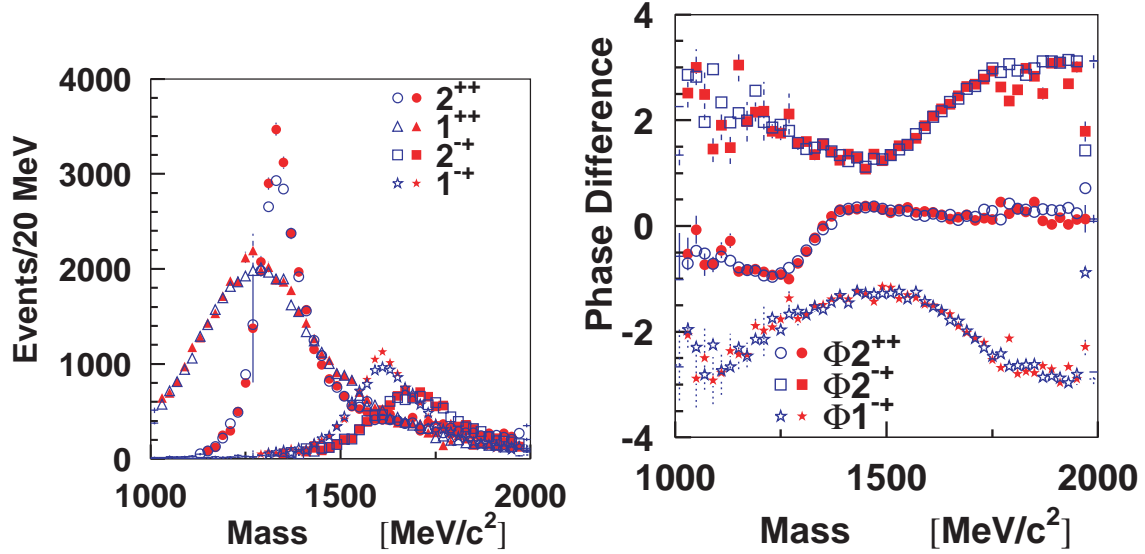 4000
3000
2000
1000
0
Events/20 MeV
2++
1++
2-+
1-+
1000
1500
2000
Mass [MeV/c2]
4
2
0
-2
-4
Phase Difference
Φ2++
Φ2-+
Φ1-+
1000
1500
2000
Mass [MeV/c2]